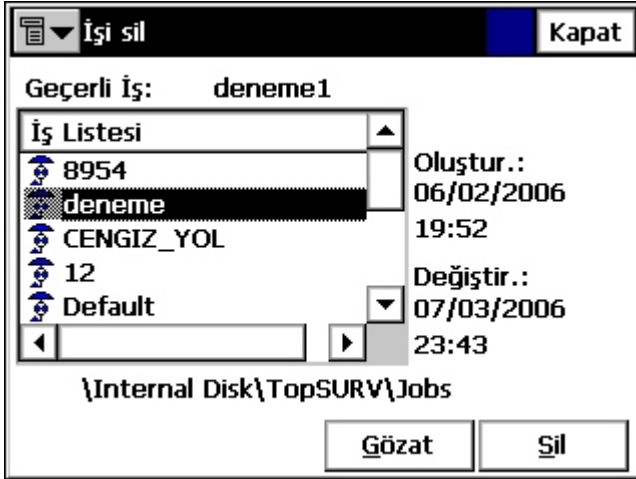 İşi sil
Kapat
Geçerli İş: deneme1
İş Listesi
8954
deneme
CENGIZ_YOL
12
Default
Oluştur.:
06/02/2006
19:52
Değiştir.:
07/03/2006
23:43
\Internal Disk\TopSURV\Jobs
Gözat
Sil